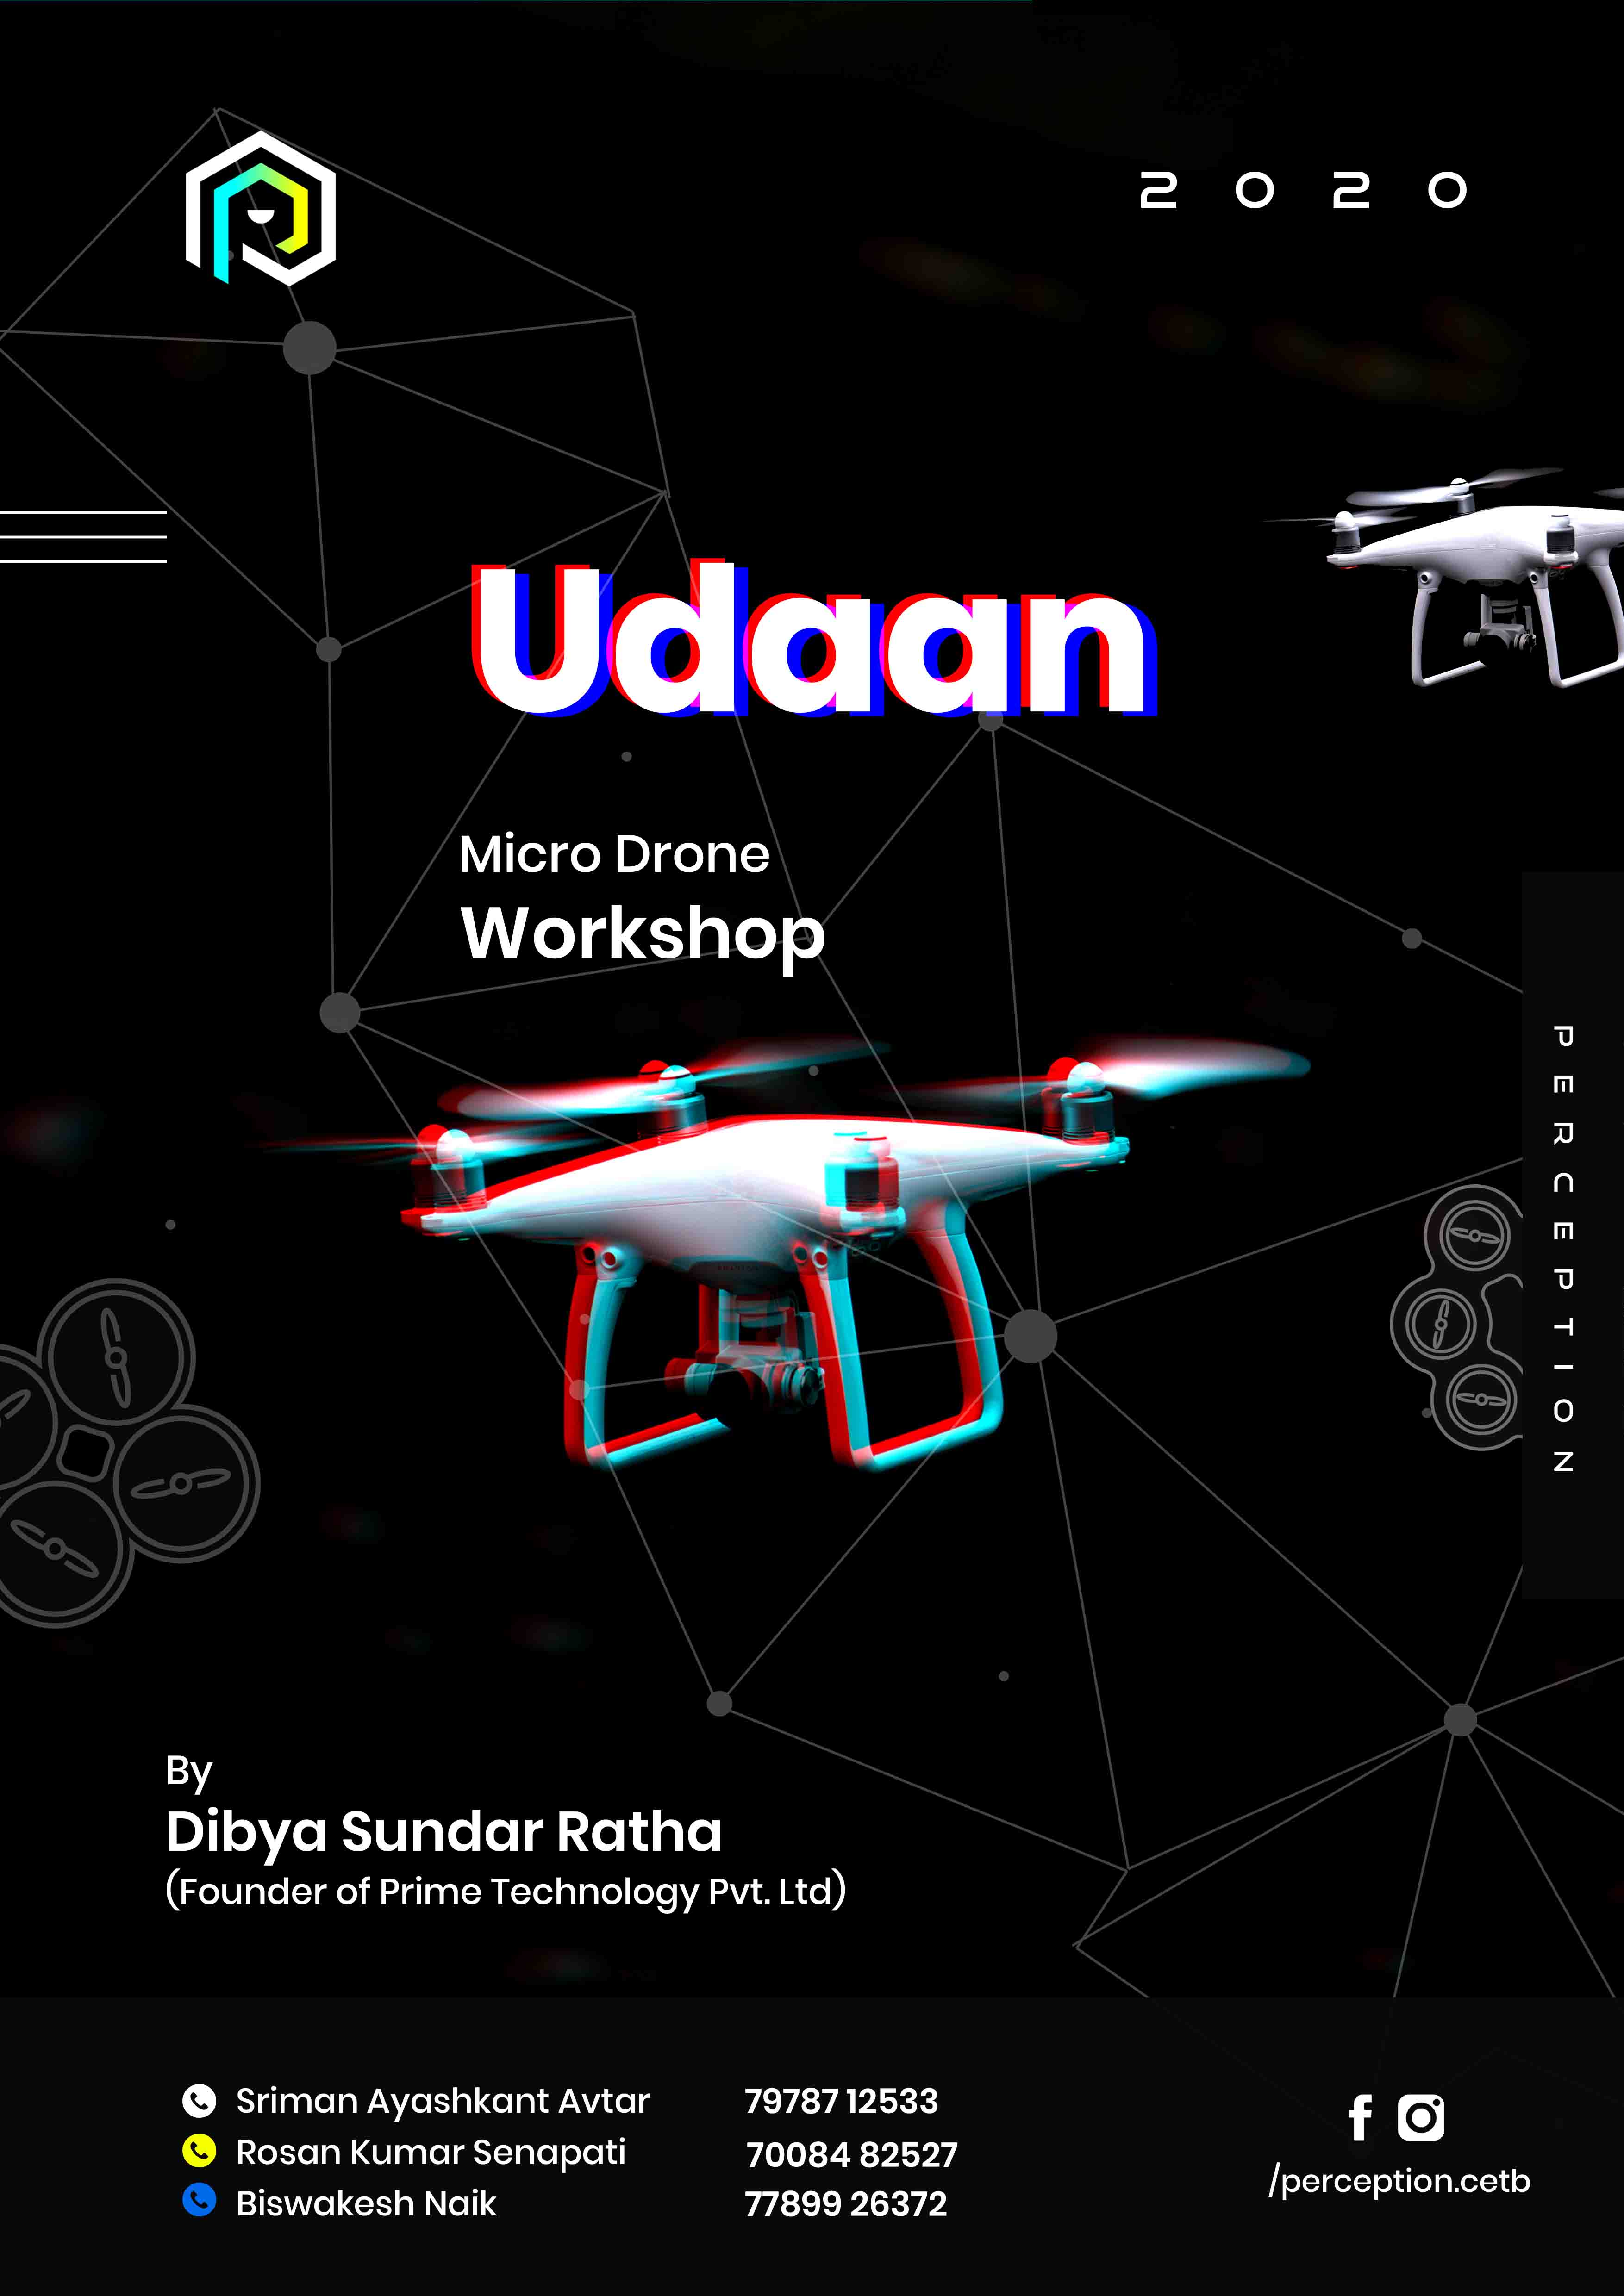 2020
Udaan
Micro Drone
Workshop
PERCEPTION
By
Dibya Sundar Ratha
(Founder of Prime Technology Pvt. Ltd)
Sriman Ayashkant Avtar 79787 12533
Rosan Kumar Senapati 70084 82527
Biswakesh Naik 77899 26372
/perception.cetb